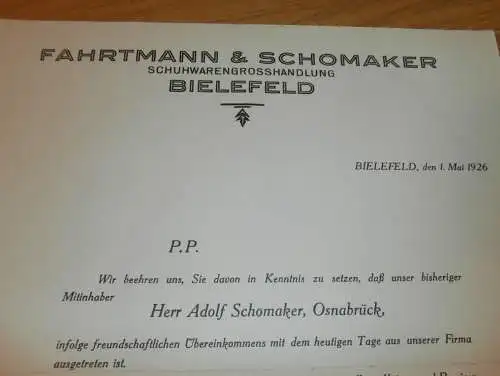 FAHRTMANN & SCHOMAKER
SCHUHWARENGROSSHANDLUNG
BIELEFELD
BIELEFELD, den 1. Mai 1926
P.P.
Wir beehren uns, Sie davon in Kenntnis zu setzen, daß unser bisheriger
Mitinhaber
Herr Adolf Schomaker, Osnabrück,
infolge freundschaftlichen Übereinkommens mit dem heutigen Tage aus unserer Firma
ausgetreten ist.